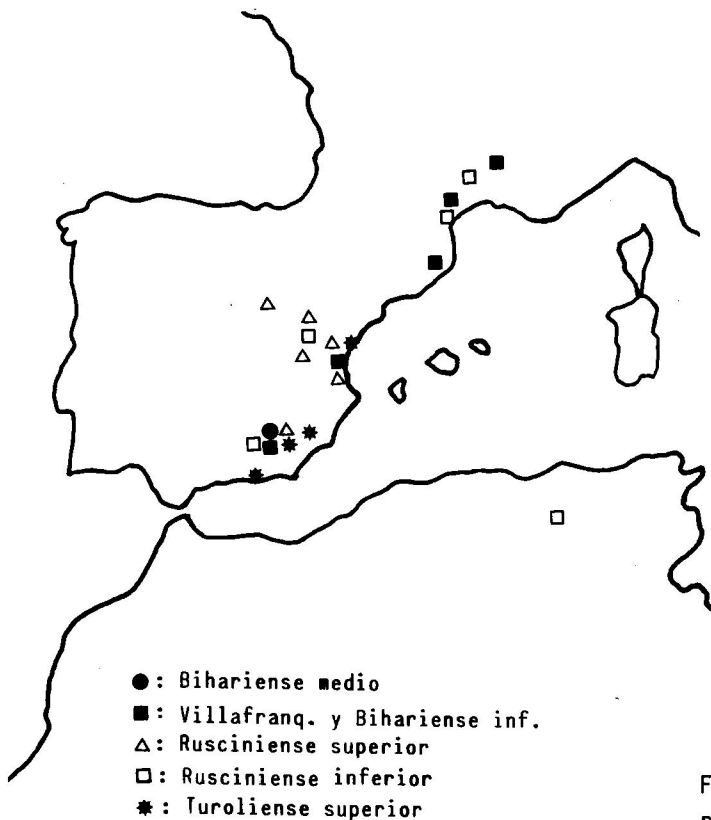 ●: Bihariense medio
■: Villafranq. y Bihariense inf.
△: Rusciniense superior
□: Rusciniense inferior
✱: Turoliense superior
F